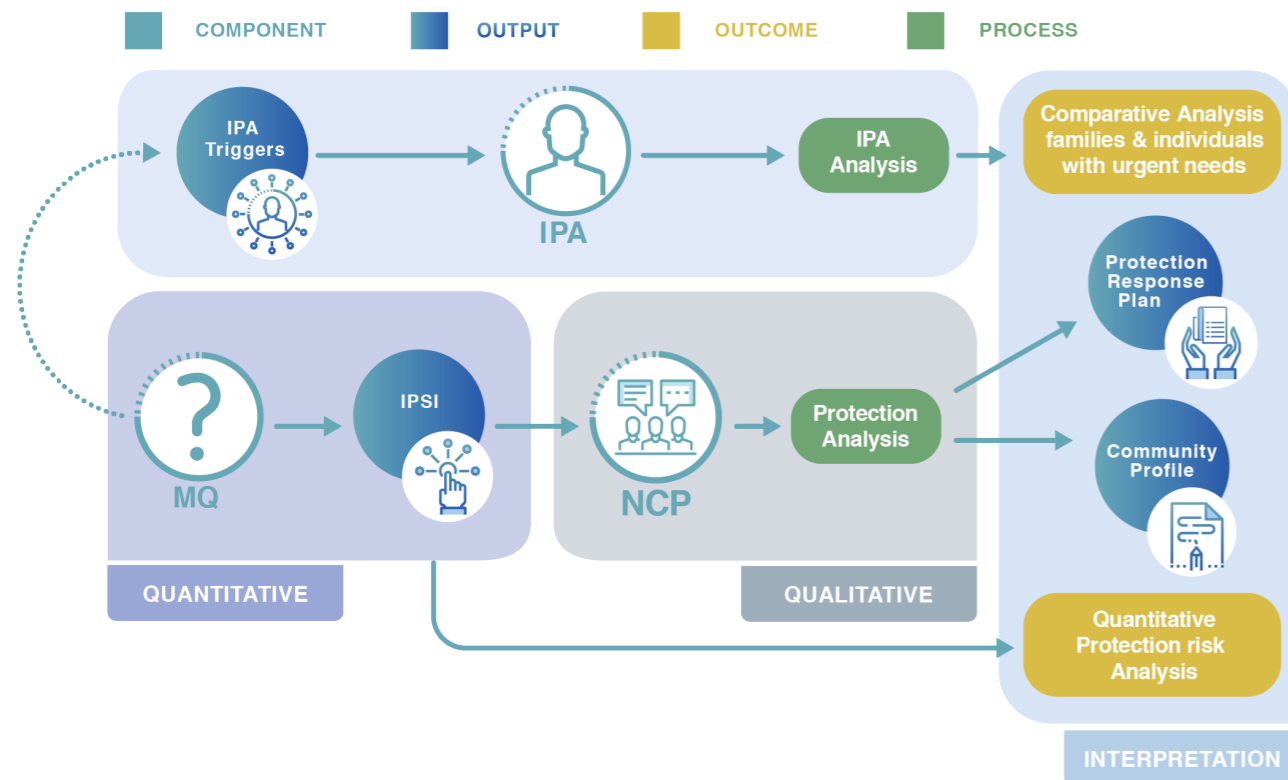 COMPONENT
OUTPUT
OUTCOME
PROCESS
IPA
Triggers
IPA
IPA
Analysis
Comparative Analysis
families & individuals
with urgent needs
Protection
Response
Plan
MQ
IPSI
NCP
Protection
Analysis
Community
Profile
QUANTITATIVE
QUALITATIVE
Quantitative
Protection risk
Analysis
INTERPRETATION